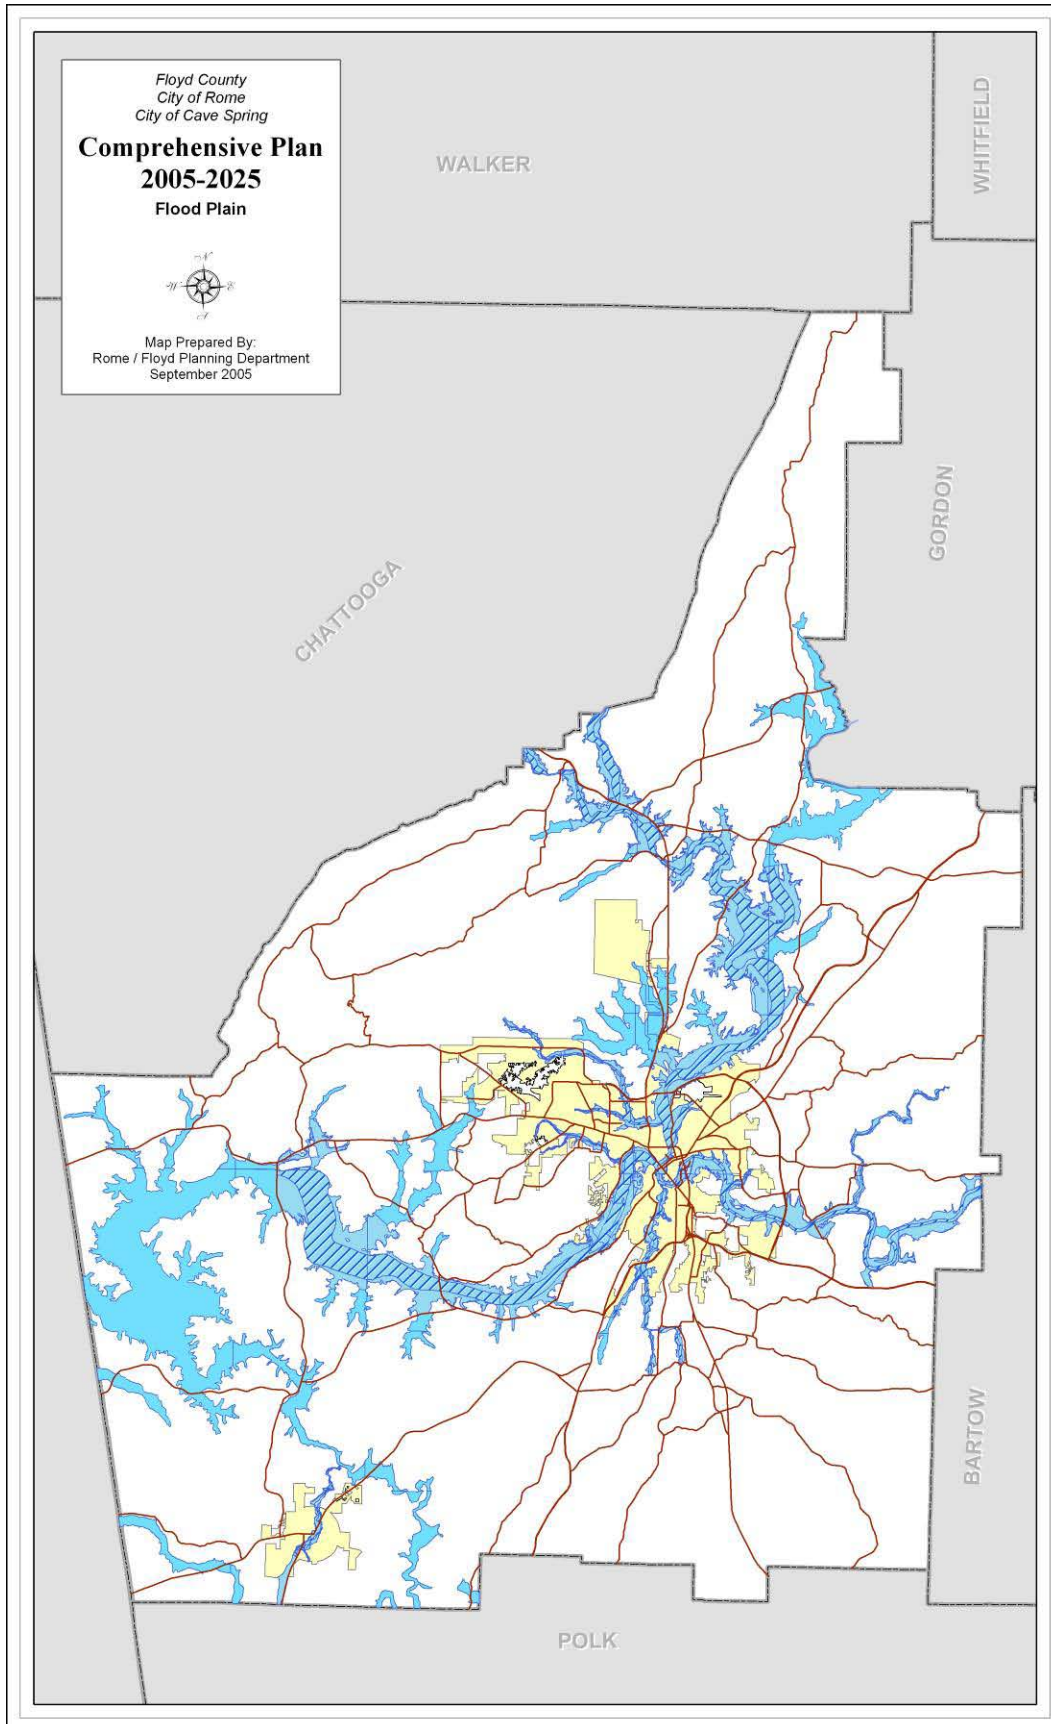 Floyd County
City of Rome
City of Cave Spring
Comprehensive Plan
2005-2025
Flood Plain
N
W
E
S
Map Prepared By:
Rome / Floyd Planning Department
September 2005
WALKER
WHITFIELD
GORDON
CHATTOOGA
BARTOW
POLK